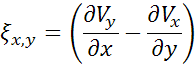 ξx,y = (∂Vy/∂x − ∂Vx/∂y)